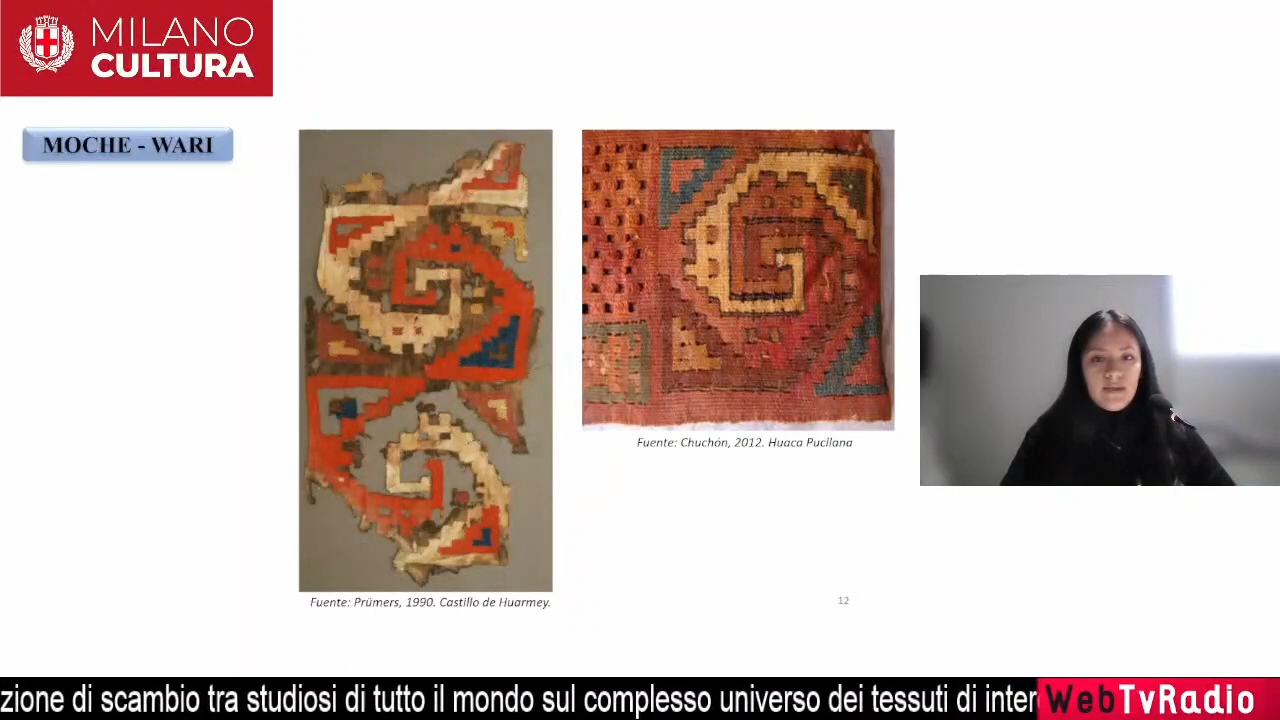 MILANO
CULTURA
MOCHE - WARI
Fuente: Chuchón, 2012. Huaca Pucllana
Fuente: Prümers, 1990. Castillo de Huarmey.
12
zione di scambio tra studiosi di tutto il mondo sul complesso universo dei tessuti di inter
WebTvRadio